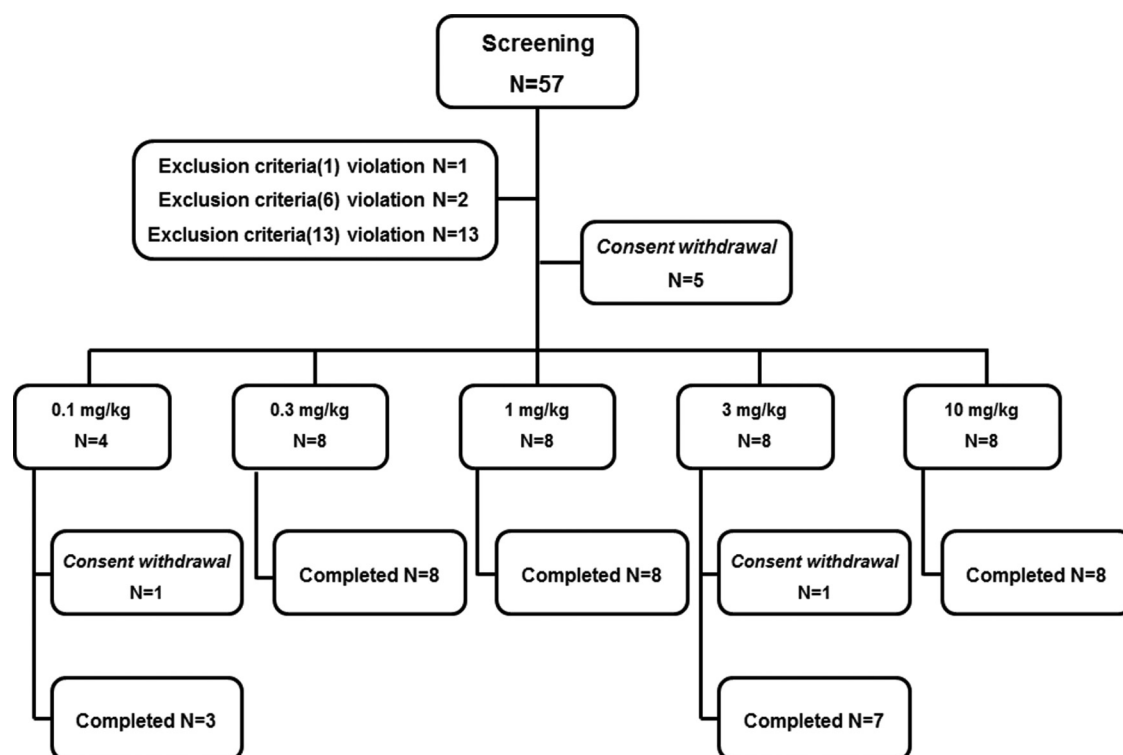 Screening
N=57
Exclusion criteria(1) violation N=1
Exclusion criteria(6) violation N=2
Exclusion criteria(13) violation N=13
Consent withdrawal
N=5
0.1 mg/kg
N=4
0.3 mg/kg
N=8
1 mg/kg
N=8
3 mg/kg
N=8
10 mg/kg
N=8
Consent withdrawal
N=1
Completed N=8
Completed N=8
Consent withdrawal
N=1
Completed N=8
Completed N=3
Completed N=7